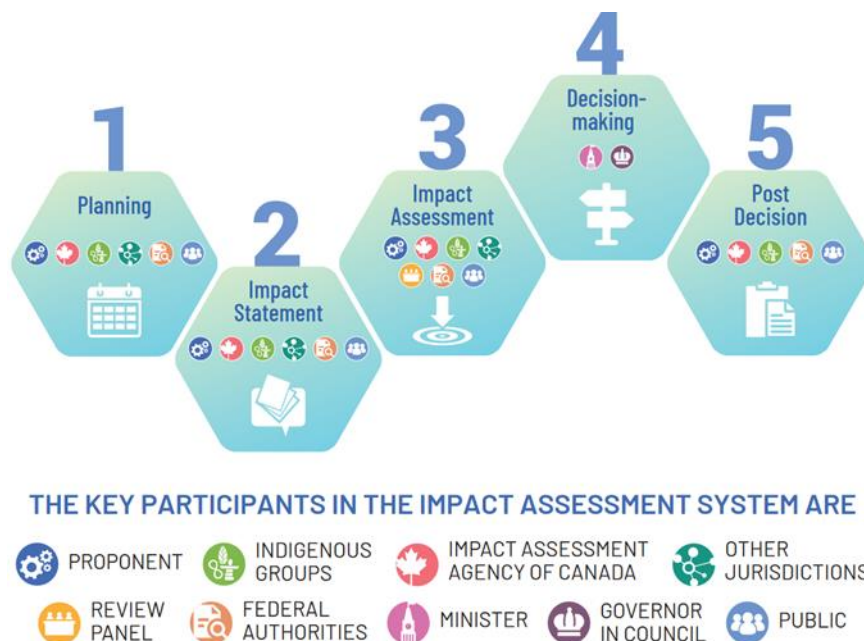 1
Planning
2
Impact
Statement
3
Impact
Assessment
4
Decision-
making
5
Post
Decision
THE KEY PARTICIPANTS IN THE IMPACT ASSESSMENT SYSTEM ARE
PROPONENT
INDIGENOUS
GROUPS
IMPACT ASSESSMENT
AGENCY OF CANADA
OTHER
JURISDICTIONS
REVIEW
PANEL
FEDERAL
AUTHORITIES
MINISTER
GOVERNOR
IN COUNCIL
PUBLIC